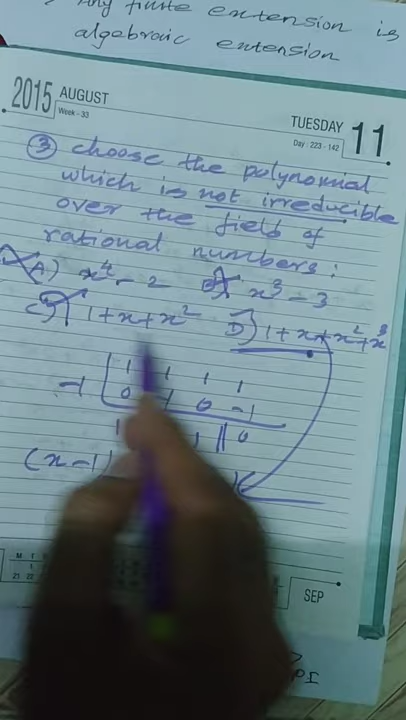 Any finite extension is
algebraic extension
2015 AUGUST
Week - 33
TUESDAY 11
Day : 223 - 142
③ choose the polynomial
which is not irreducible
over the field of
rational numbers:
A.) x⁴ - 2 B) x³ - 3
C) 1+x+x² D) 1+x+x²+x³
-1 | 1 1 1 1
0 -1 0 -1
1 0
(x-1)
SEP